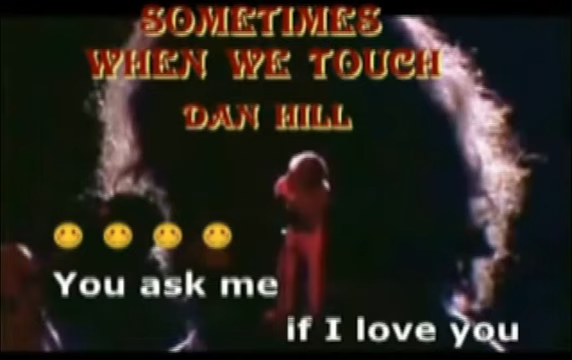 SOMETIMES
WHEN WE TOUCH
DAN HILL
You ask me
if I love you